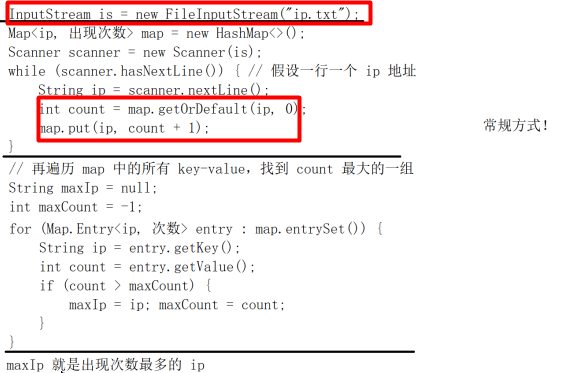 InputStream is = new FileInputStream("ip.txt");
Map<ip, 出现次数> map = new HashMap<>();
Scanner scanner = new Scanner(is);
while (scanner.hasNextLine()) { // 假设一行一个 ip 地址
String ip = scanner.nextLine();
int count = map.getOrDefault(ip, 0);
map.put(ip, count + 1);
常规方式！
}
// 再遍历 map 中的所有 key-value，找到 count 最大的一组
String maxIp = null;
int maxCount = -1;
for (Map.Entry<ip, 次数> entry : map.entrySet()) {
String ip = entry.getKey();
int count = entry.getValue();
if (count > maxCount) {
maxIp = ip; maxCount = count;
}
}
maxIp 就是出现次数最多的 ip